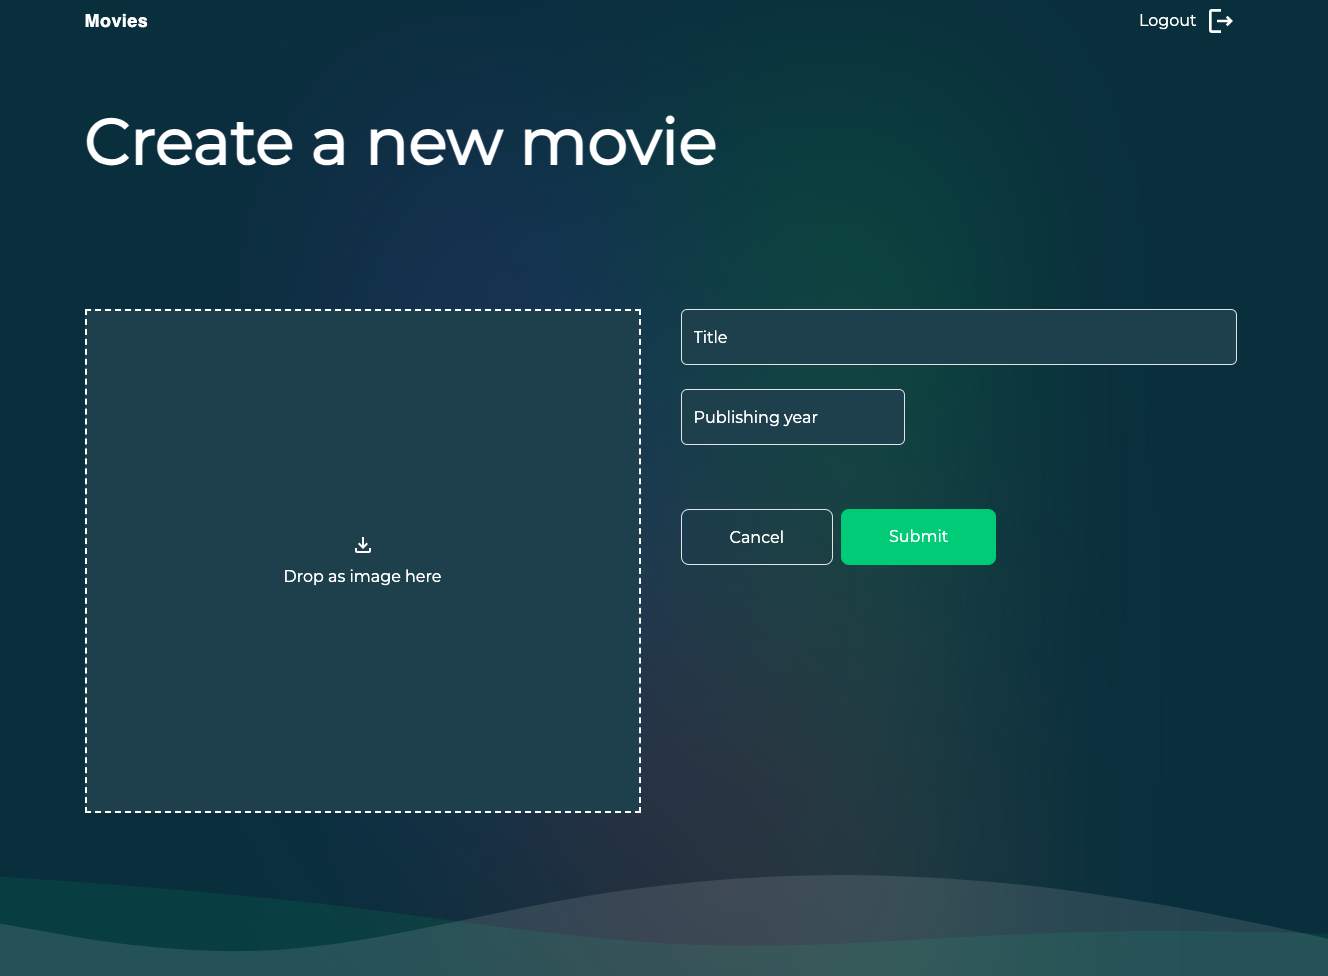 Movies
Logout
Create a new movie
Title
Publishing year
Cancel
Submit
Drop as image here